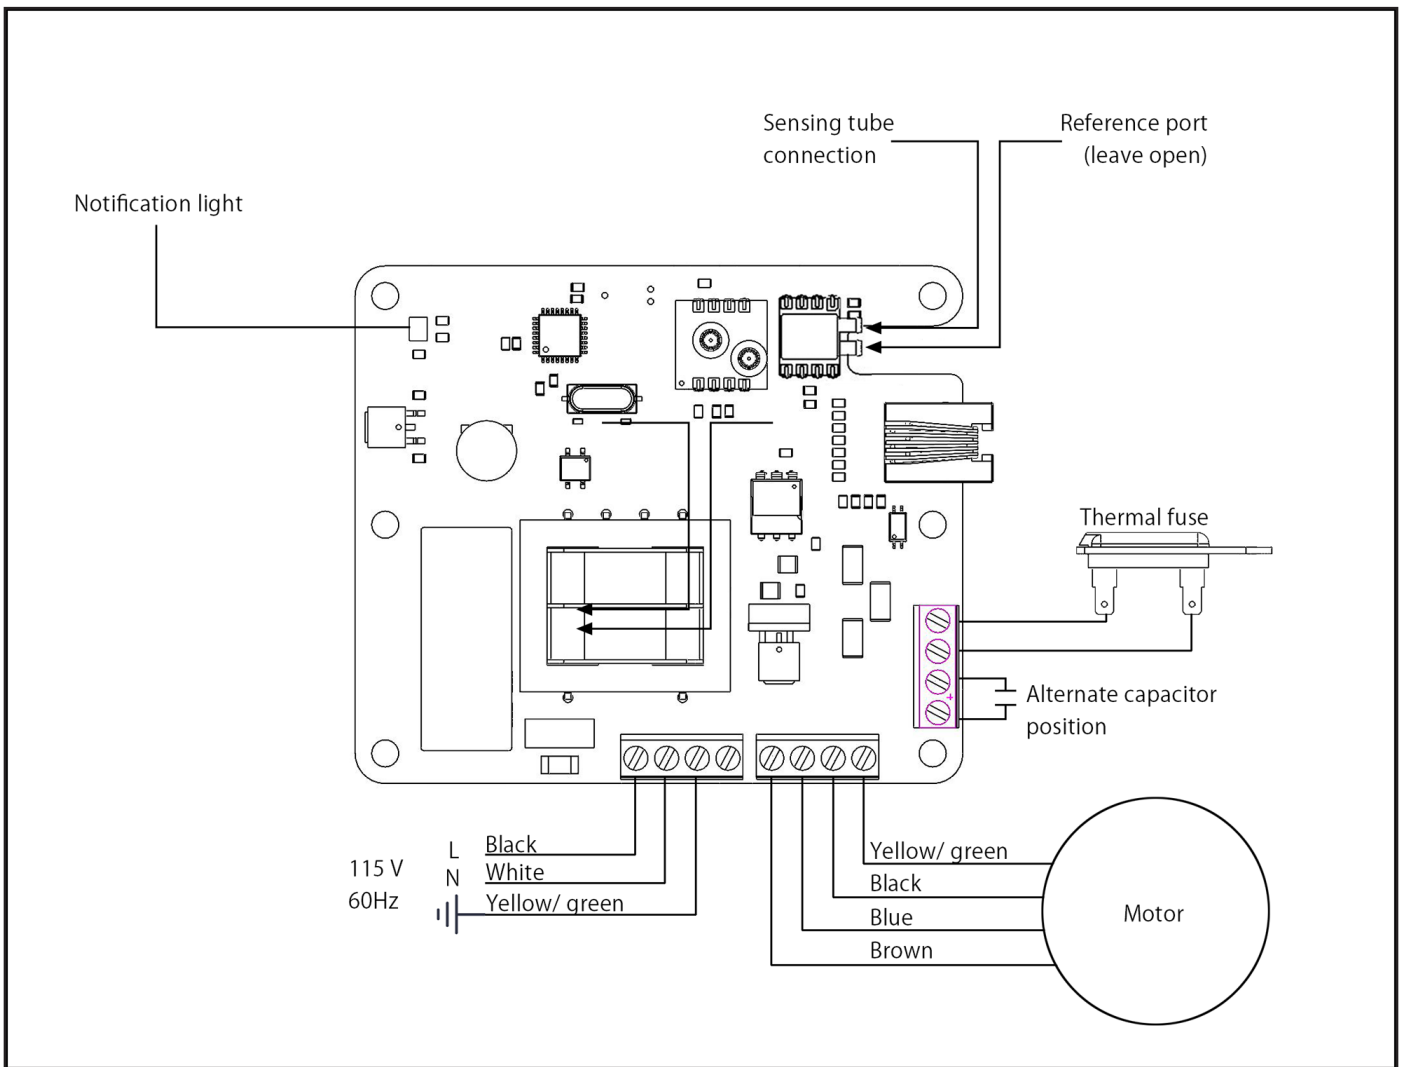 Sensing tube
connection
Reference port
(leave open)
Notification light
Thermal fuse
+
Alternate capacitor
position
115 V
60Hz
L
N
Black
White
Yellow/ green
Yellow/ green
Black
Blue
Brown
Motor